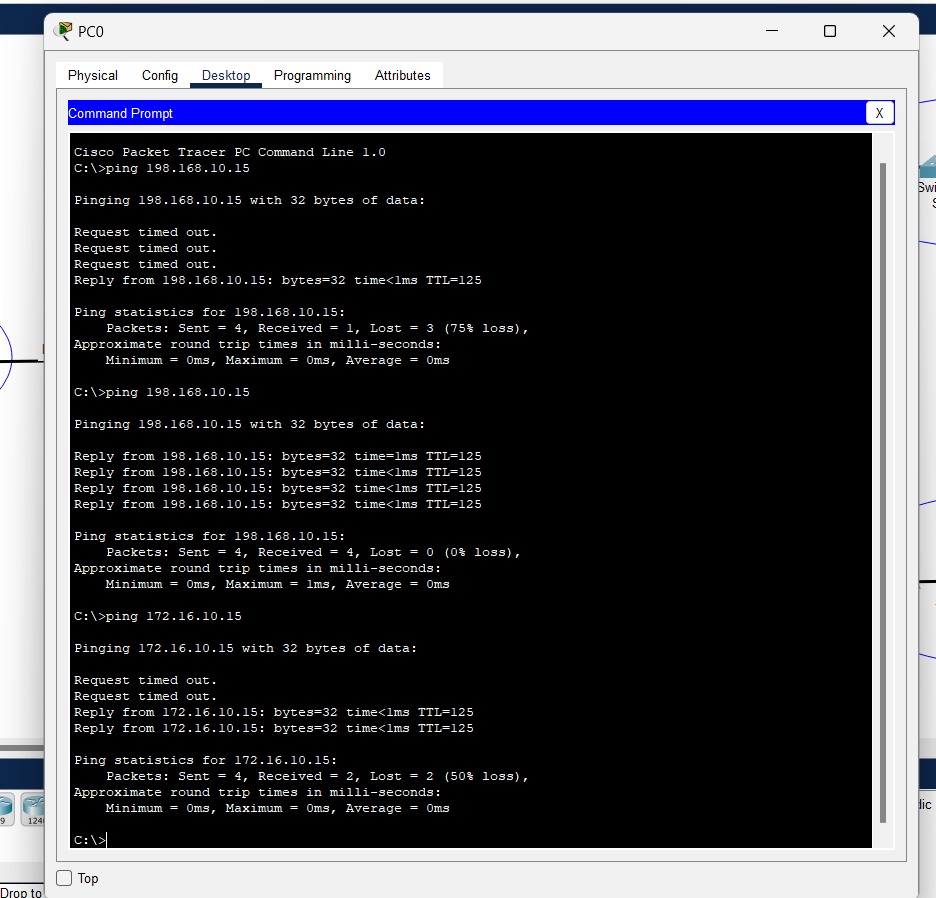 PC0
Physical Config Desktop Programming Attributes
Command Prompt X
Cisco Packet Tracer PC Command Line 1.0
C:\>ping 198.168.10.15
Pinging 198.168.10.15 with 32 bytes of data:
Request timed out.
Request timed out.
Request timed out.
Reply from 198.168.10.15: bytes=32 time<1ms TTL=125
Ping statistics for 198.168.10.15:
Packets: Sent = 4, Received = 1, Lost = 3 (75% loss),
Approximate round trip times in milli-seconds:
Minimum = 0ms, Maximum = 0ms, Average = 0ms
C:\>ping 198.168.10.15
Pinging 198.168.10.15 with 32 bytes of data:
Reply from 198.168.10.15: bytes=32 time=1ms TTL=125
Reply from 198.168.10.15: bytes=32 time<1ms TTL=125
Reply from 198.168.10.15: bytes=32 time<1ms TTL=125
Reply from 198.168.10.15: bytes=32 time<1ms TTL=125
Ping statistics for 198.168.10.15:
Packets: Sent = 4, Received = 4, Lost = 0 (0% loss),
Approximate round trip times in milli-seconds:
Minimum = 0ms, Maximum = 1ms, Average = 0ms
C:\>ping 172.16.10.15
Pinging 172.16.10.15 with 32 bytes of data:
Request timed out.
Request timed out.
Reply from 172.16.10.15: bytes=32 time<1ms TTL=125
Reply from 172.16.10.15: bytes=32 time<1ms TTL=125
Ping statistics for 172.16.10.15:
Packets: Sent = 4, Received = 2, Lost = 2 (50% loss),
Approximate round trip times in milli-seconds:
Minimum = 0ms, Maximum = 0ms, Average = 0ms
C:\>
Top
Drop to